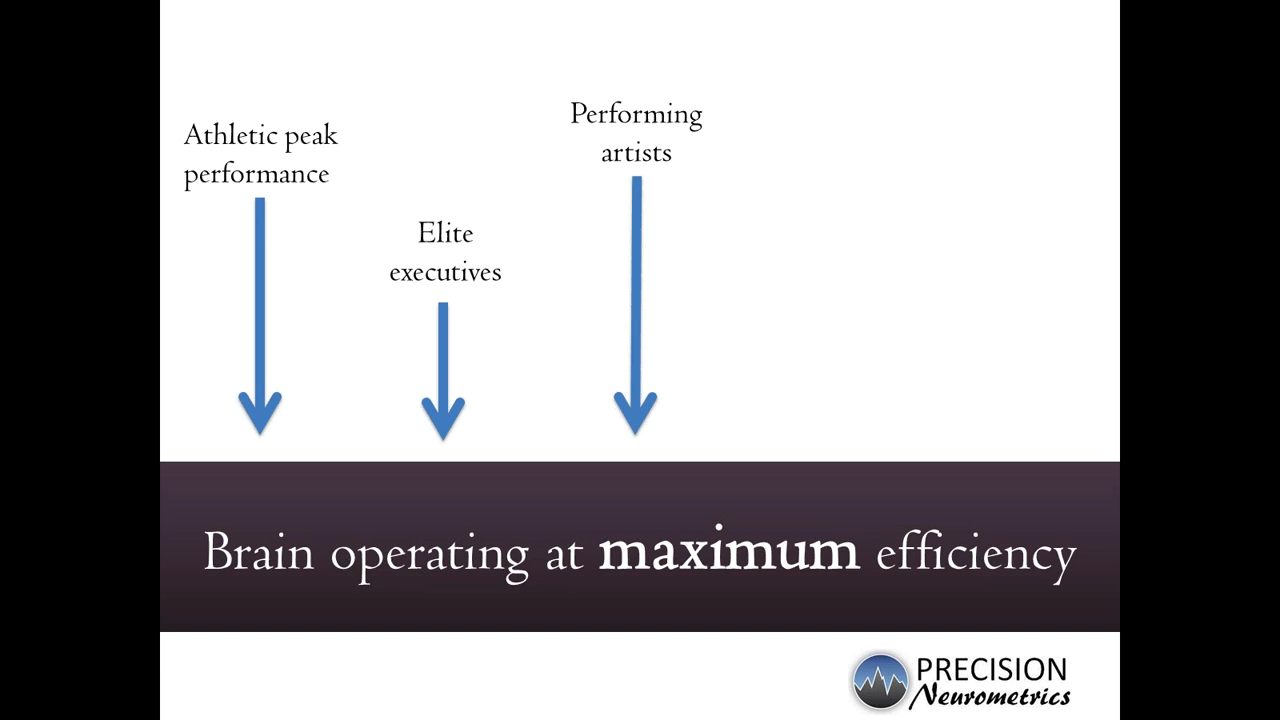 Athletic peak
performance
Elite
executives
Performing
artists
Brain operating at maximum efficiency
PRECISION
Neurometrics